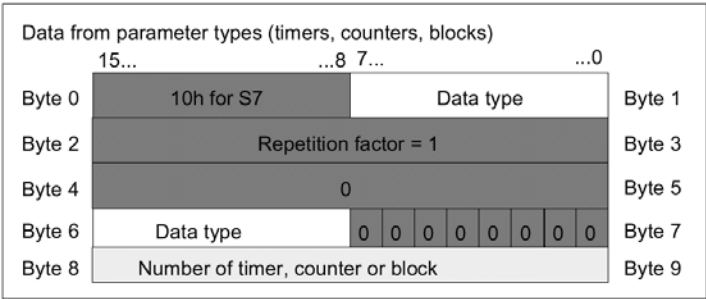 Data from parameter types (timers, counters, blocks)
15... ...8 7... ...0
Byte 0 10h for S7 Data type Byte 1
Byte 2 Repetition factor = 1 Byte 3
Byte 4 0 Byte 5
Byte 6 Data type 0 0 0 0 0 0 0 0 Byte 7
Byte 8 Number of timer, counter or block Byte 9